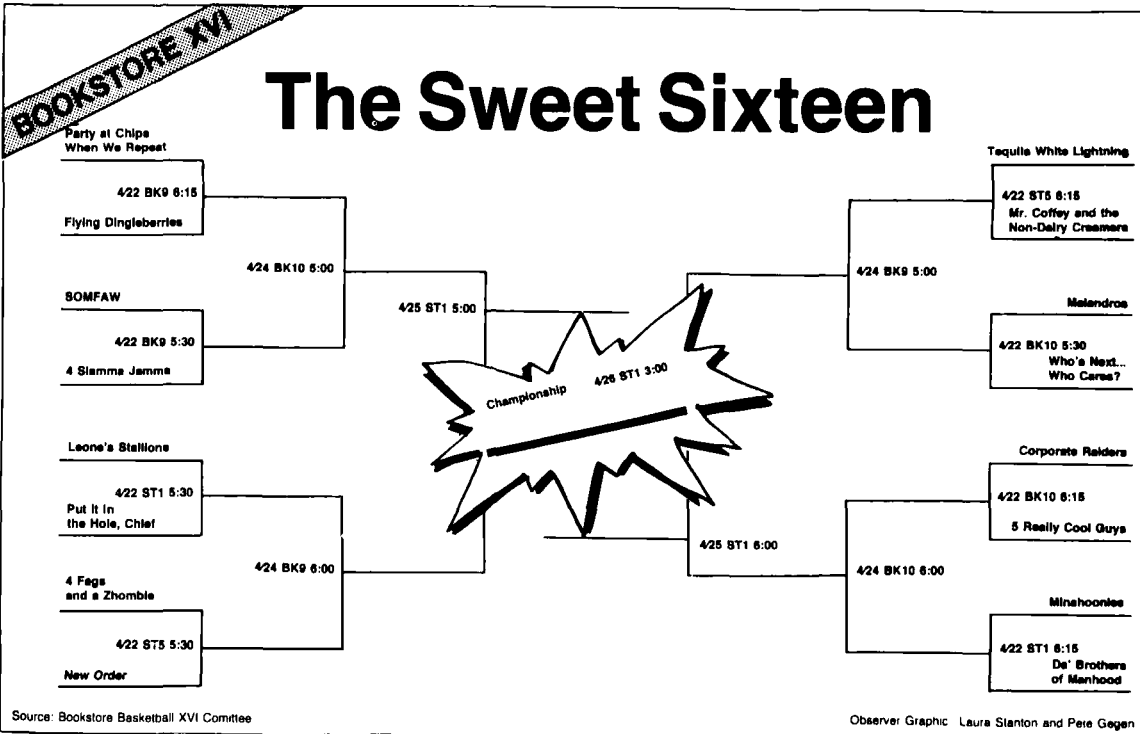 BOOKSTORE XVI
The Sweet Sixteen
Party at Chips
When We Repeat
4/22 BK9 6:15
Flying Dingleberries
4/24 BK10 5:00
SOMFAW
4/22 BK9 5:30
4 Slamma Jamma
4/25 ST1 5:00
Leone's Stallions
4/22 ST1 5:30
Put It In
the Hole, Chief
4/24 BK9 6:00
4 Fags
and a Zhombie
4/22 ST5 5:30
New Order
Championship 4/26 ST1 3:00
Tequila White Lightning
4/22 ST5 6:15
Mr. Coffey and the
Non-Dairy Creamers
4/24 BK9 5:00
Malandros
4/22 BK10 5:30
Who's Next...
Who Cares?
4/25 ST1 6:00
Corporate Raiders
4/22 BK10 6:15
5 Really Cool Guys
4/24 BK10 6:00
Minahoonies
4/22 ST1 6:15
Da' Brothers
of Manhood
Source: Bookstore Basketball XVI Comittee
Observer Graphic Laura Stanton and Pete Gegen